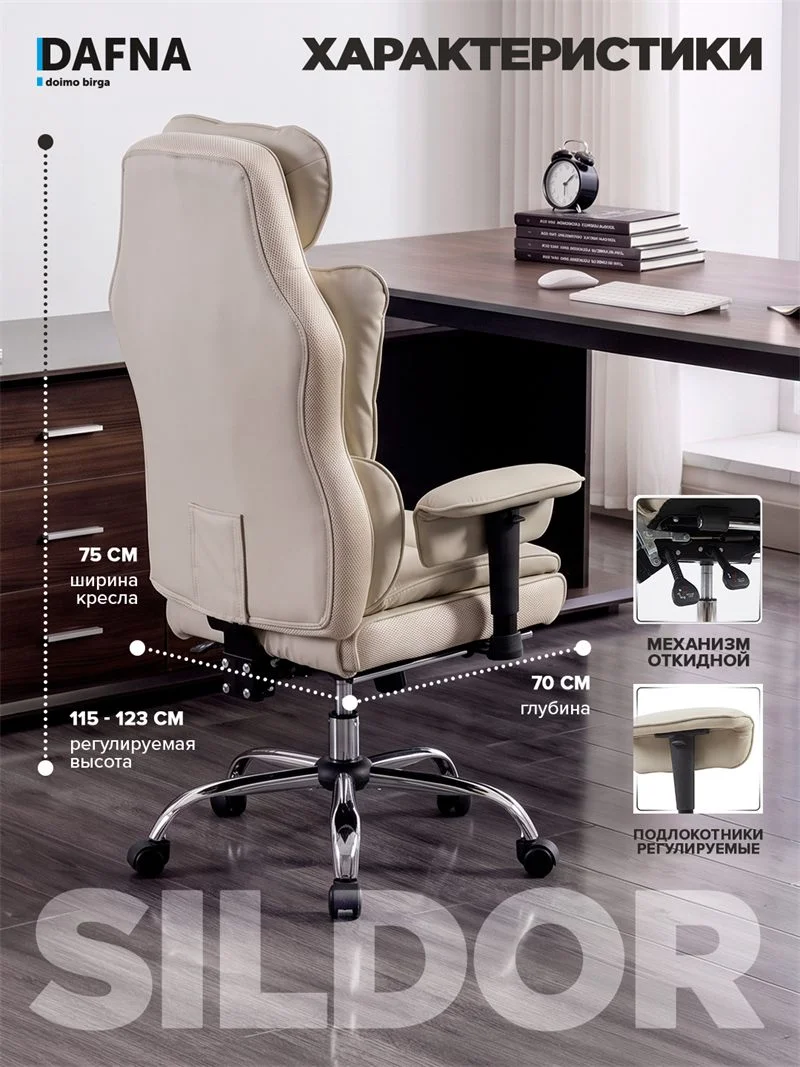 DAFNA
doimo birga
ХАРАКТЕРИСТИКИ
75 СМ
ширина
кресла
70 СМ
глубина
115 - 123 СМ
регулируемая
высота
МЕХАНИЗМ
ОТКИДНОЙ
ПОДЛОКОТНИКИ
РЕГУЛИРУЕМЫЕ
SILDOR